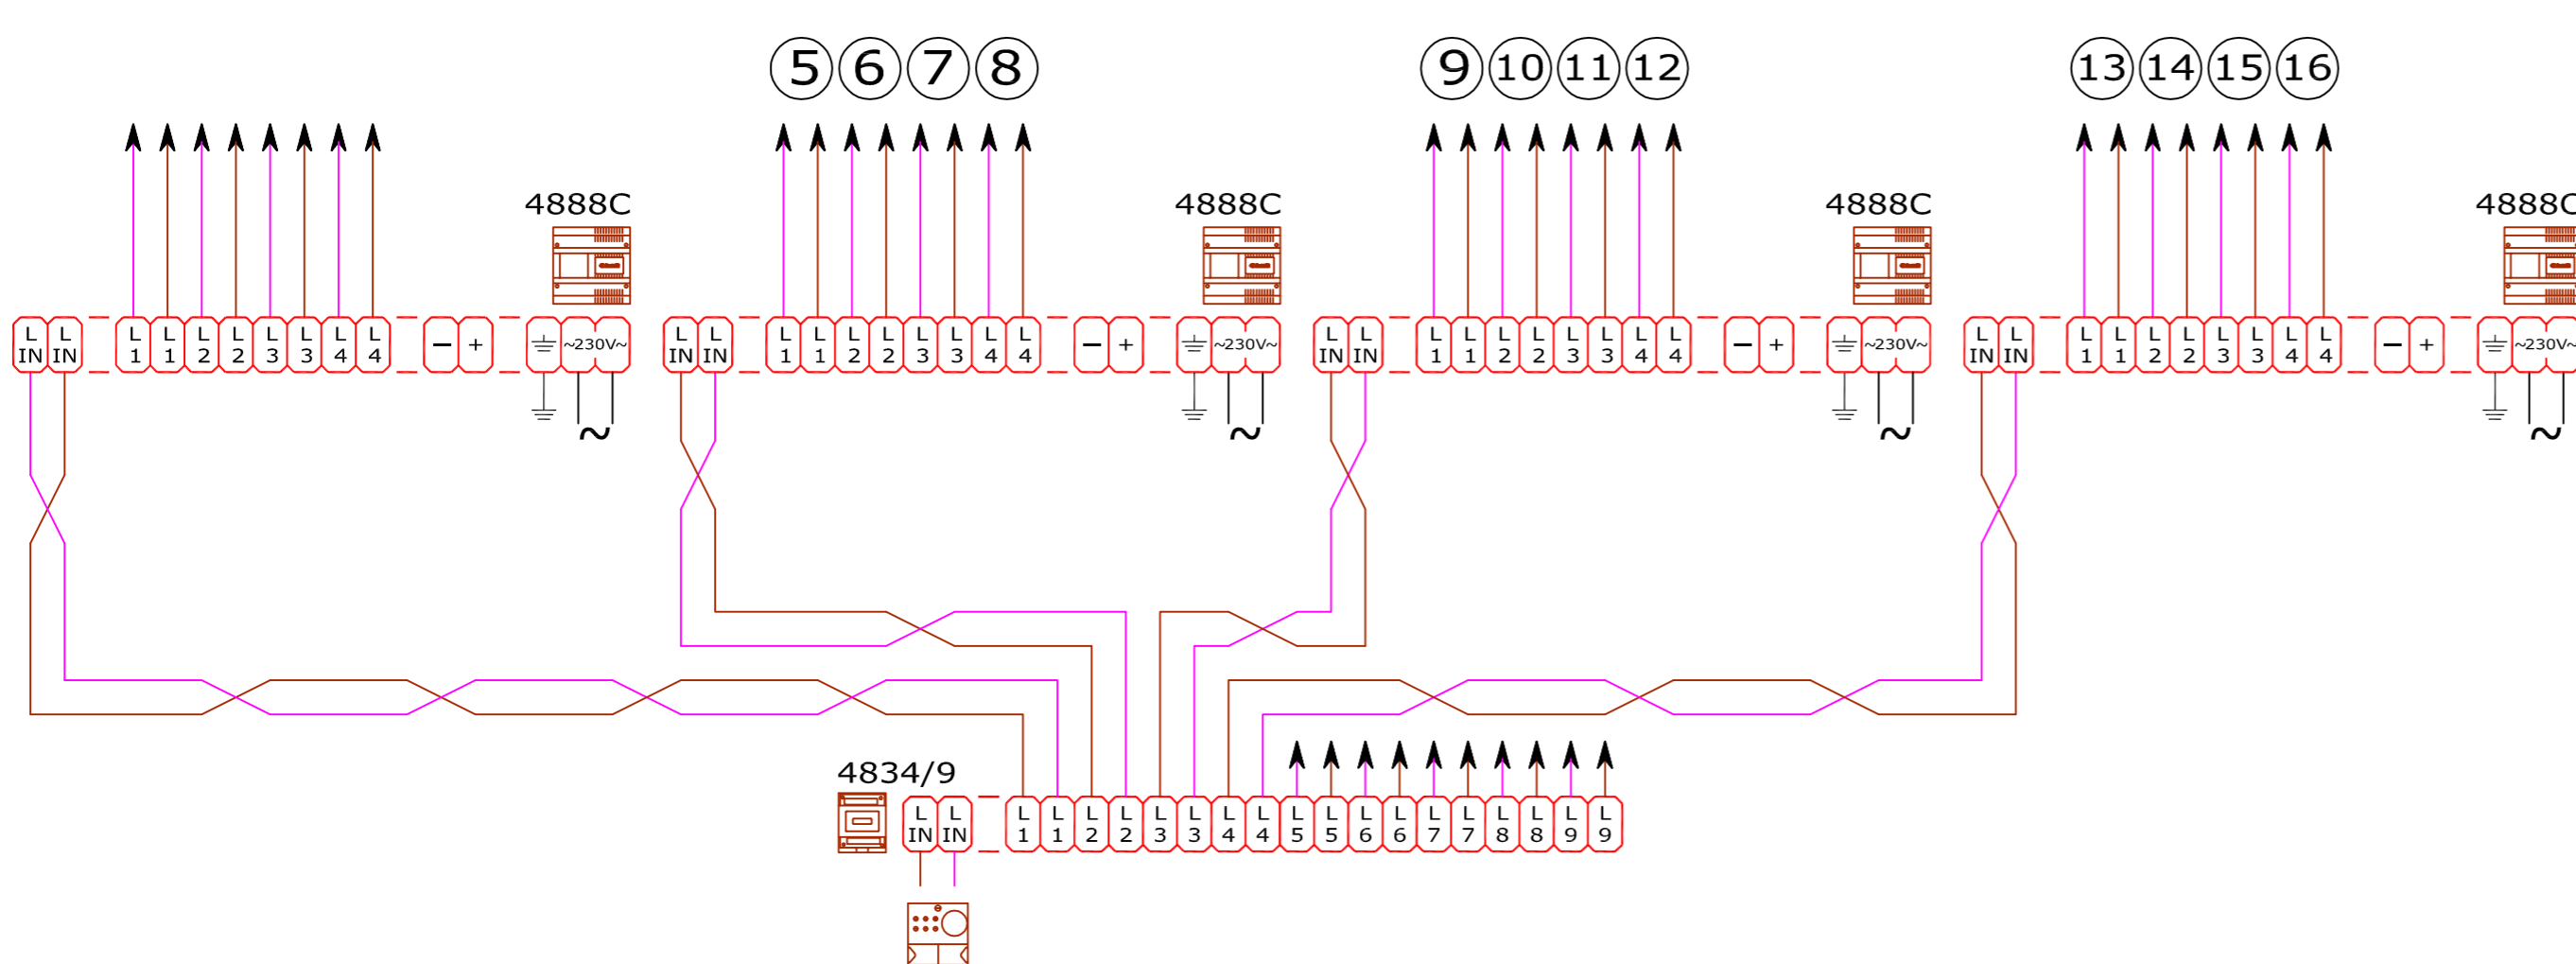 5 6 7 8 9 10 11 12 13 14 15 16
4888C 4888C 4888C 4888C
L IN L IN L 1 L 1 L 2 L 2 L 3 L 3 L 4 L 4 − + ~230V~
L IN L IN L 1 L 1 L 2 L 2 L 3 L 3 L 4 L 4 − + ~230V~
L IN L IN L 1 L 1 L 2 L 2 L 3 L 3 L 4 L 4 − + ~230V~
L IN L IN L 1 L 1 L 2 L 2 L 3 L 3 L 4 L 4 − + ~230V~
~ ~ ~ ~
4834/9
L IN L IN L 1 L 1 L 2 L 2 L 3 L 3 L 4 L 4 L 5 L 5 L 6 L 6 L 7 L 7 L 8 L 8 L 9 L 9